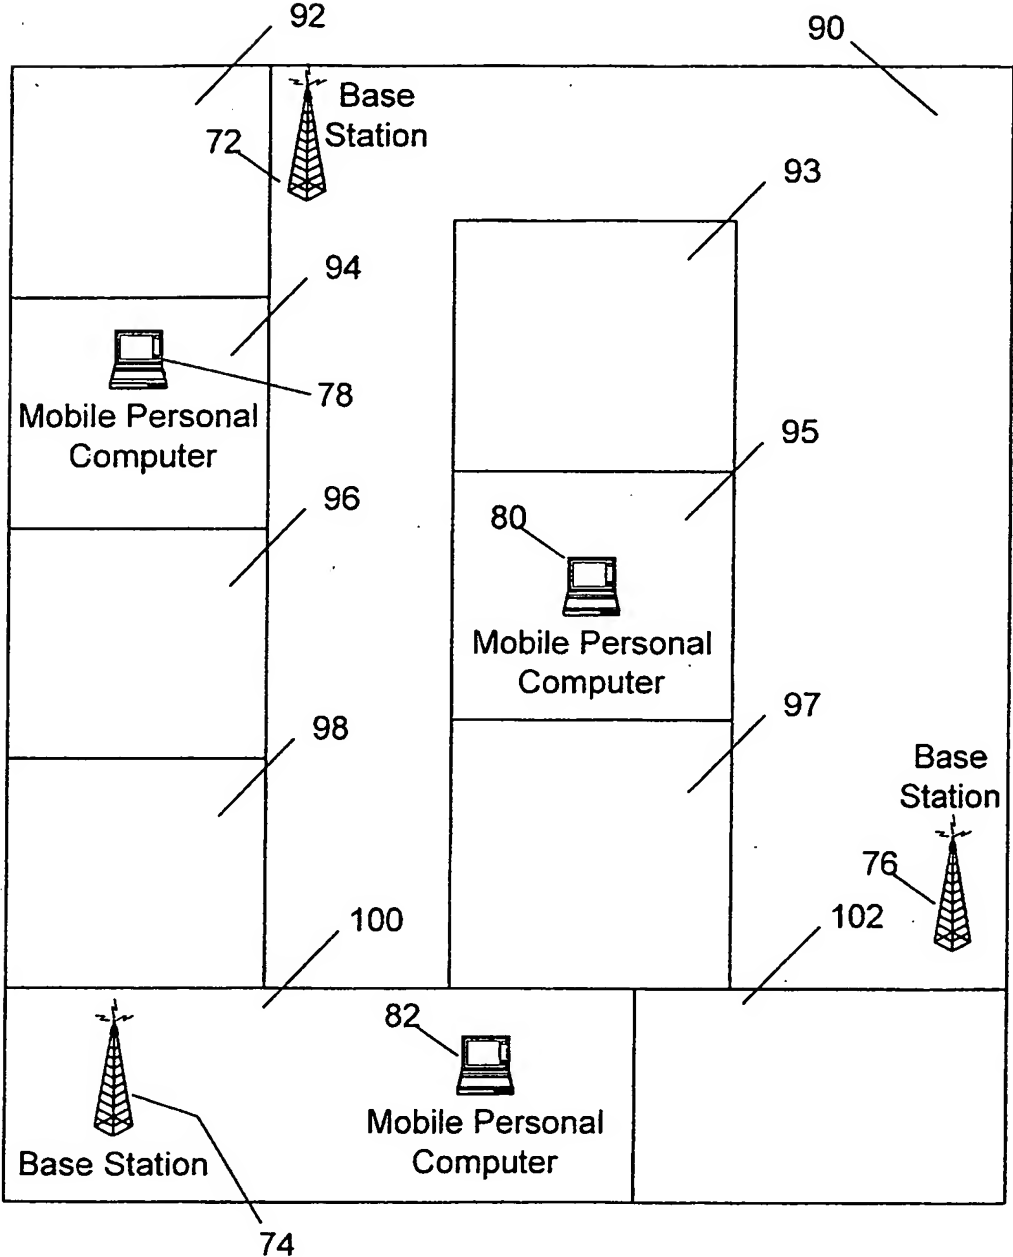 92
90
Base
Station
72
93
94
78
Mobile Personal
Computer
95
96
80
Mobile Personal
Computer
97
98
Base
Station
76
100
102
82
Mobile Personal
Computer
Base Station
74